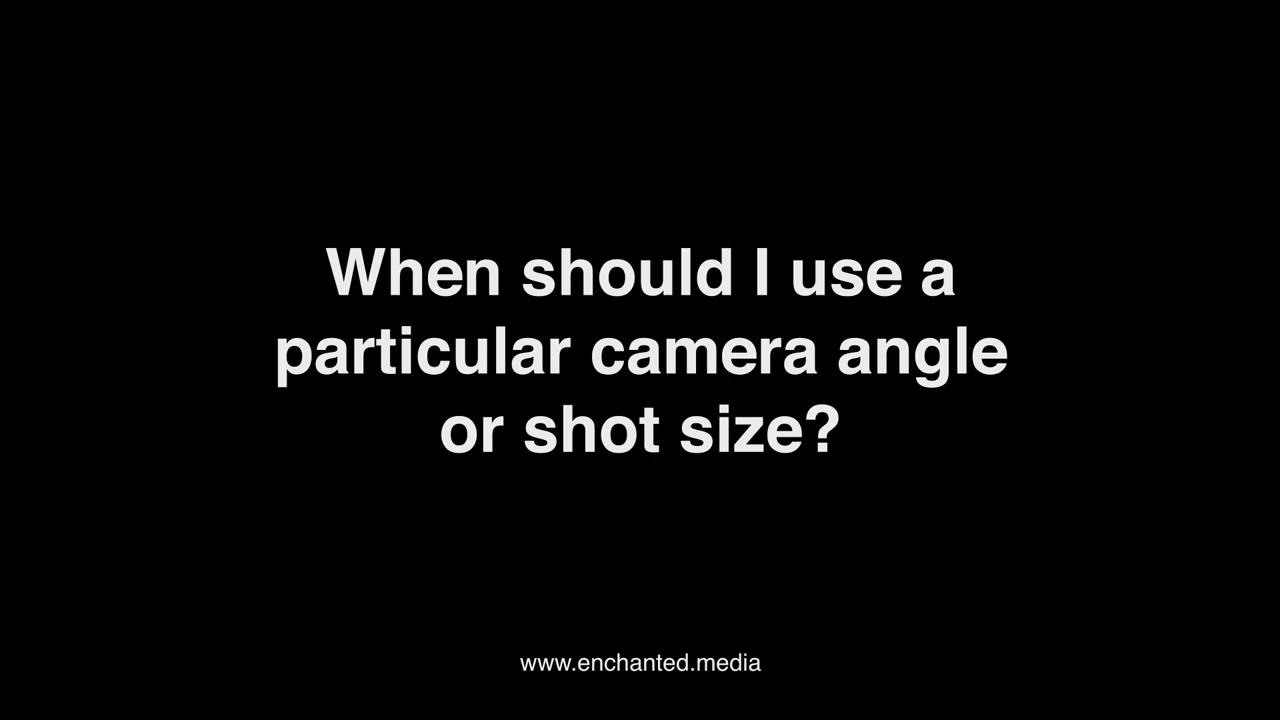 When should I use a
particular camera angle
or shot size?
www.enchanted.media